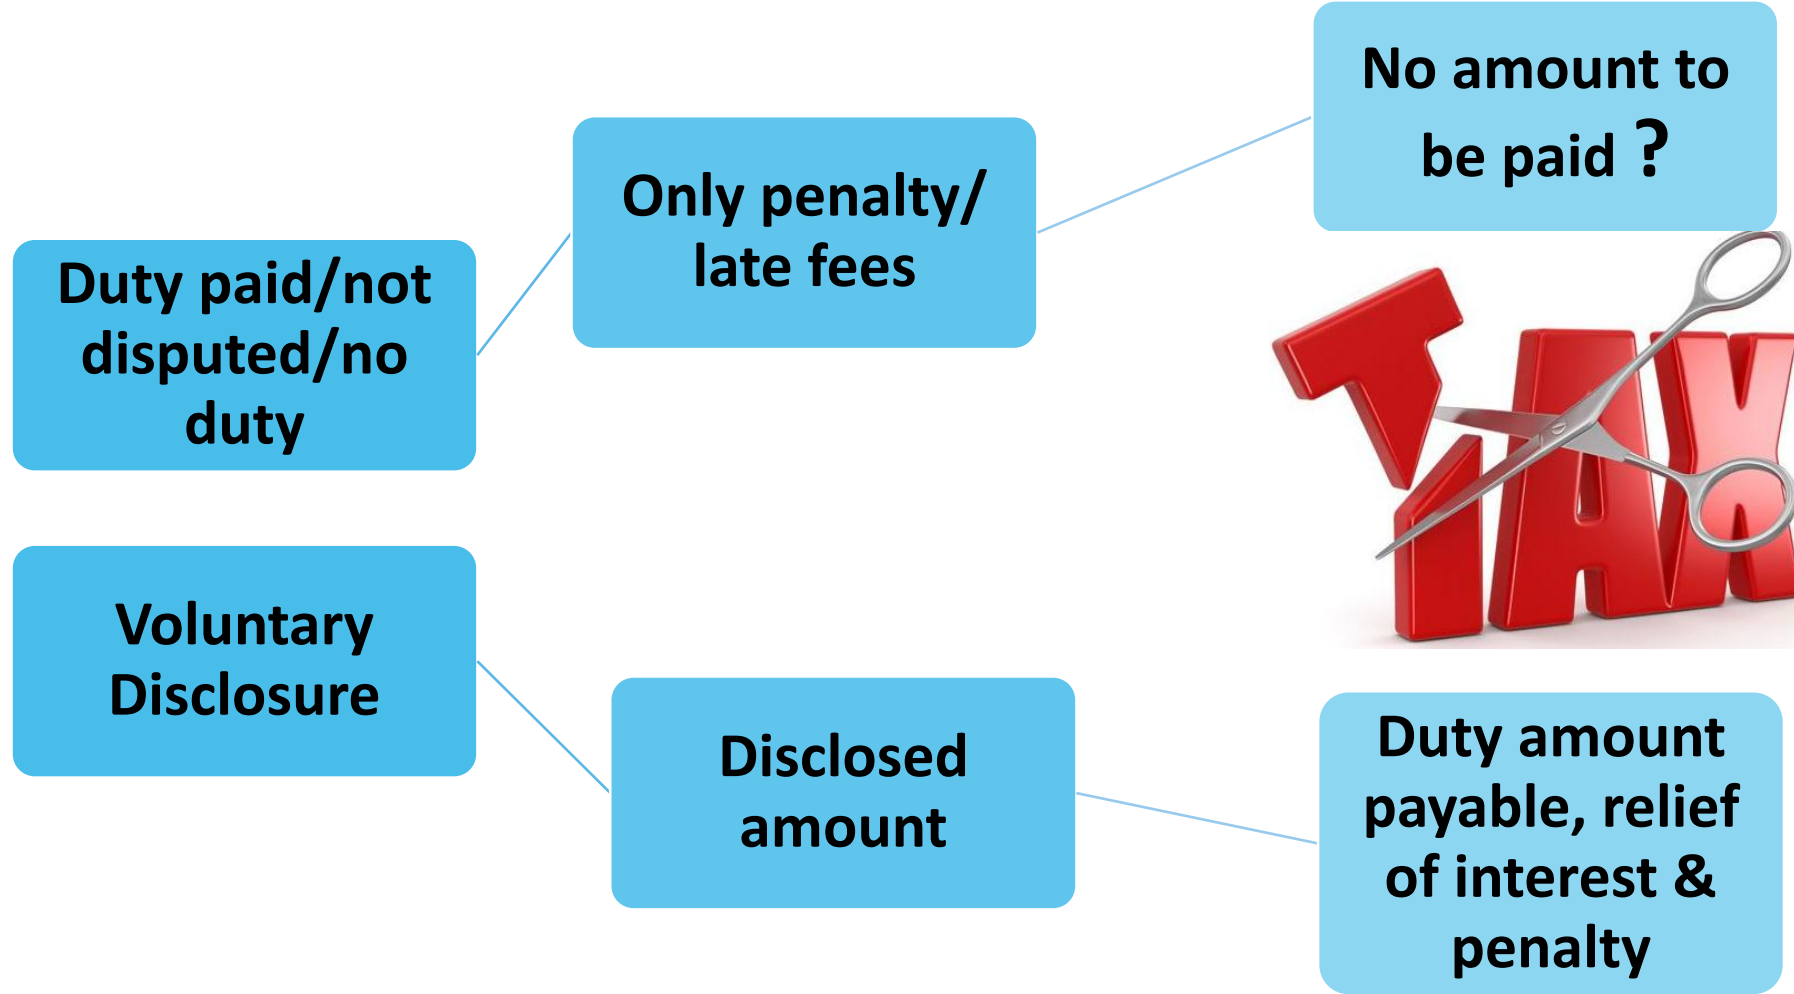 Duty paid/not
disputed/no
duty
Only penalty/
late fees
No amount to
be paid ?
TAX
Voluntary
Disclosure
Disclosed
amount
Duty amount
payable, relief
of interest &
penalty